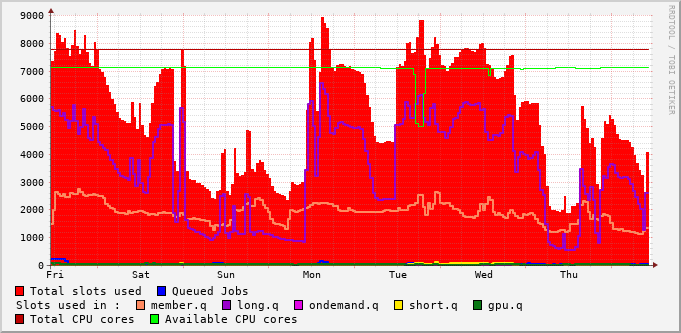 9000
8000
7000
6000
5000
4000
3000
2000
1000
0
Fri Sat Sun Mon Tue Wed Thu
RRDTOOL / TOBI OETIKER
Total slots used Queued Jobs
Slots used in : member.q long.q ondemand.q short.q gpu.q
Total CPU cores Available CPU cores